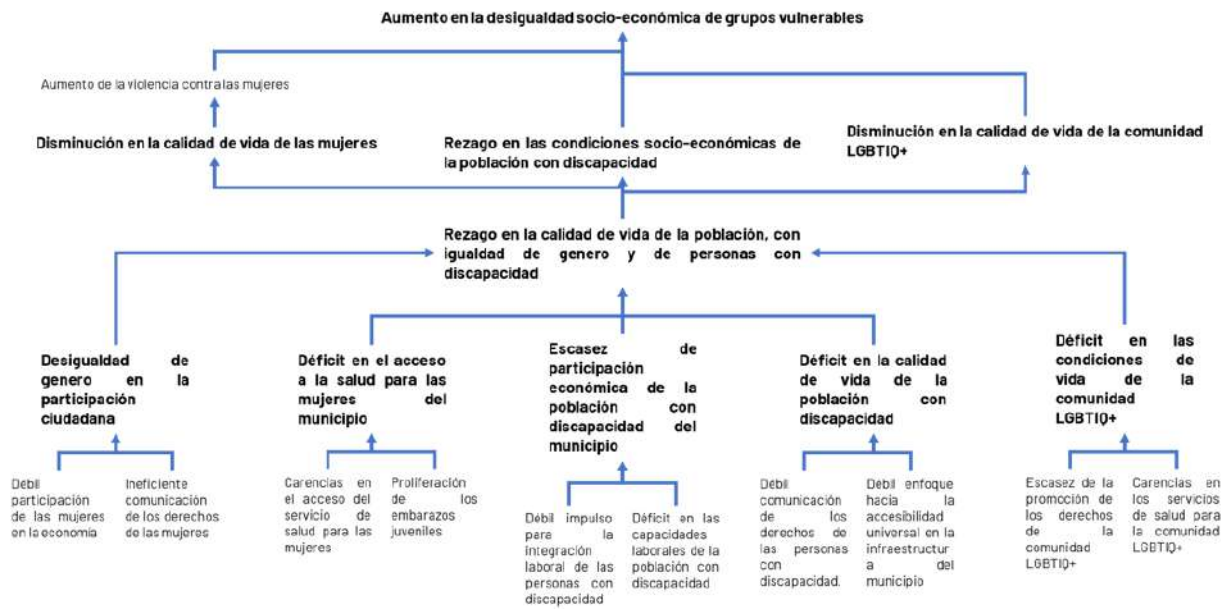 Aumento en la desigualdad socio-económica de grupos vulnerables
Aumento de la violencia contra las mujeres
Disminución en la calidad de vida de las mujeres
Rezago en las condiciones socio-económicas de
la población con discapacidad
Disminución en la calidad de vida de la comunidad
LGBTIQ+
Rezago en la calidad de vida de la población, con
igualdad de genero y de personas con
discapacidad
Desigualdad de
genero en la
participación
ciudadana
Déficit en el acceso
a la salud para las
mujeres del
municipio
Escasez de
participación
económica de la
población con
discapacidad del
municipio
Déficit en la calidad
de vida de la
población con
discapacidad
Déficit en las
condiciones de
vida de la
comunidad
LGBTIQ+
Débil
participación
de las mujeres
en la economía
Ineficiente
comunicación
de los derechos
de las mujeres
Carencias en
el acceso del
servicio de
salud para las
mujeres
Proliferación
de los
embarazos
juveniles
Débil impulso
para la
integración
laboral de las
personas con
discapacidad
Déficit en las
capacidades
laborales de la
población con
discapacidad
Débil
comunicación
de los
derechos de
las personas
con
discapacidad.
Débil enfoque
hacia la
accesibilidad
universal en la
infraestructur
a del
municipio
Escasez de la
promoción de
los derechos
de la
comunidad
LGBTIQ+
Carencias en
los servicios
de salud para
la comunidad
LGBTIQ+